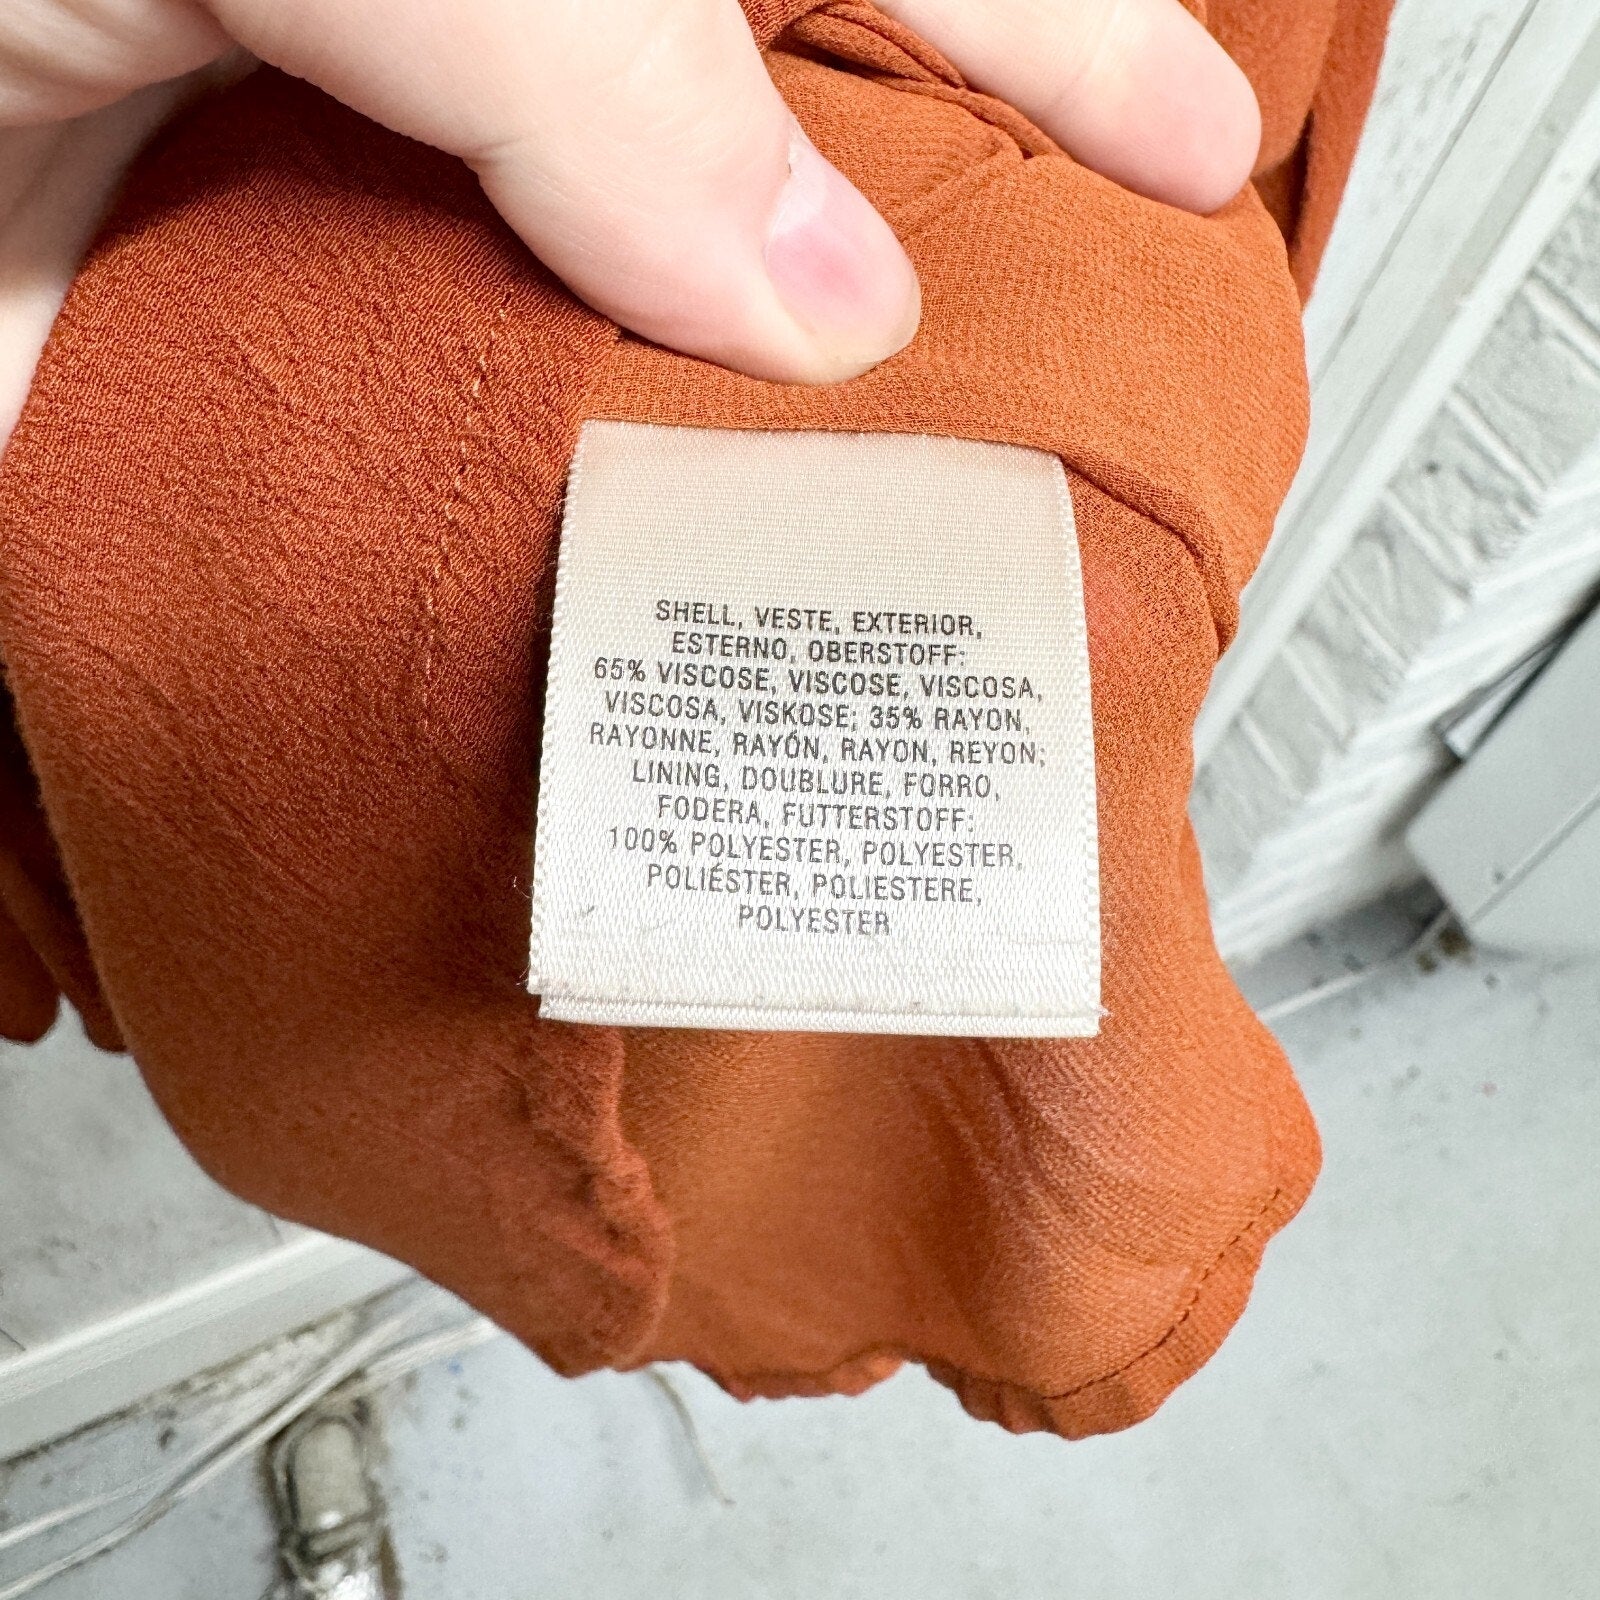 SHELL, VESTE, EXTERIOR,
ESTERNO, OBERSTOFF:
65% VISCOSE, VISCOSE, VISCOSA,
VISCOSA, VISKOSE; 35% RAYON,
RAYONNE, RAYÓN, RAYON, REYON;
LINING, DOUBLURE, FORRO,
FODERA, FUTTERSTOFF:
100% POLYESTER, POLYESTER,
POLIÉSTER, POLIESTERE,
POLYESTER